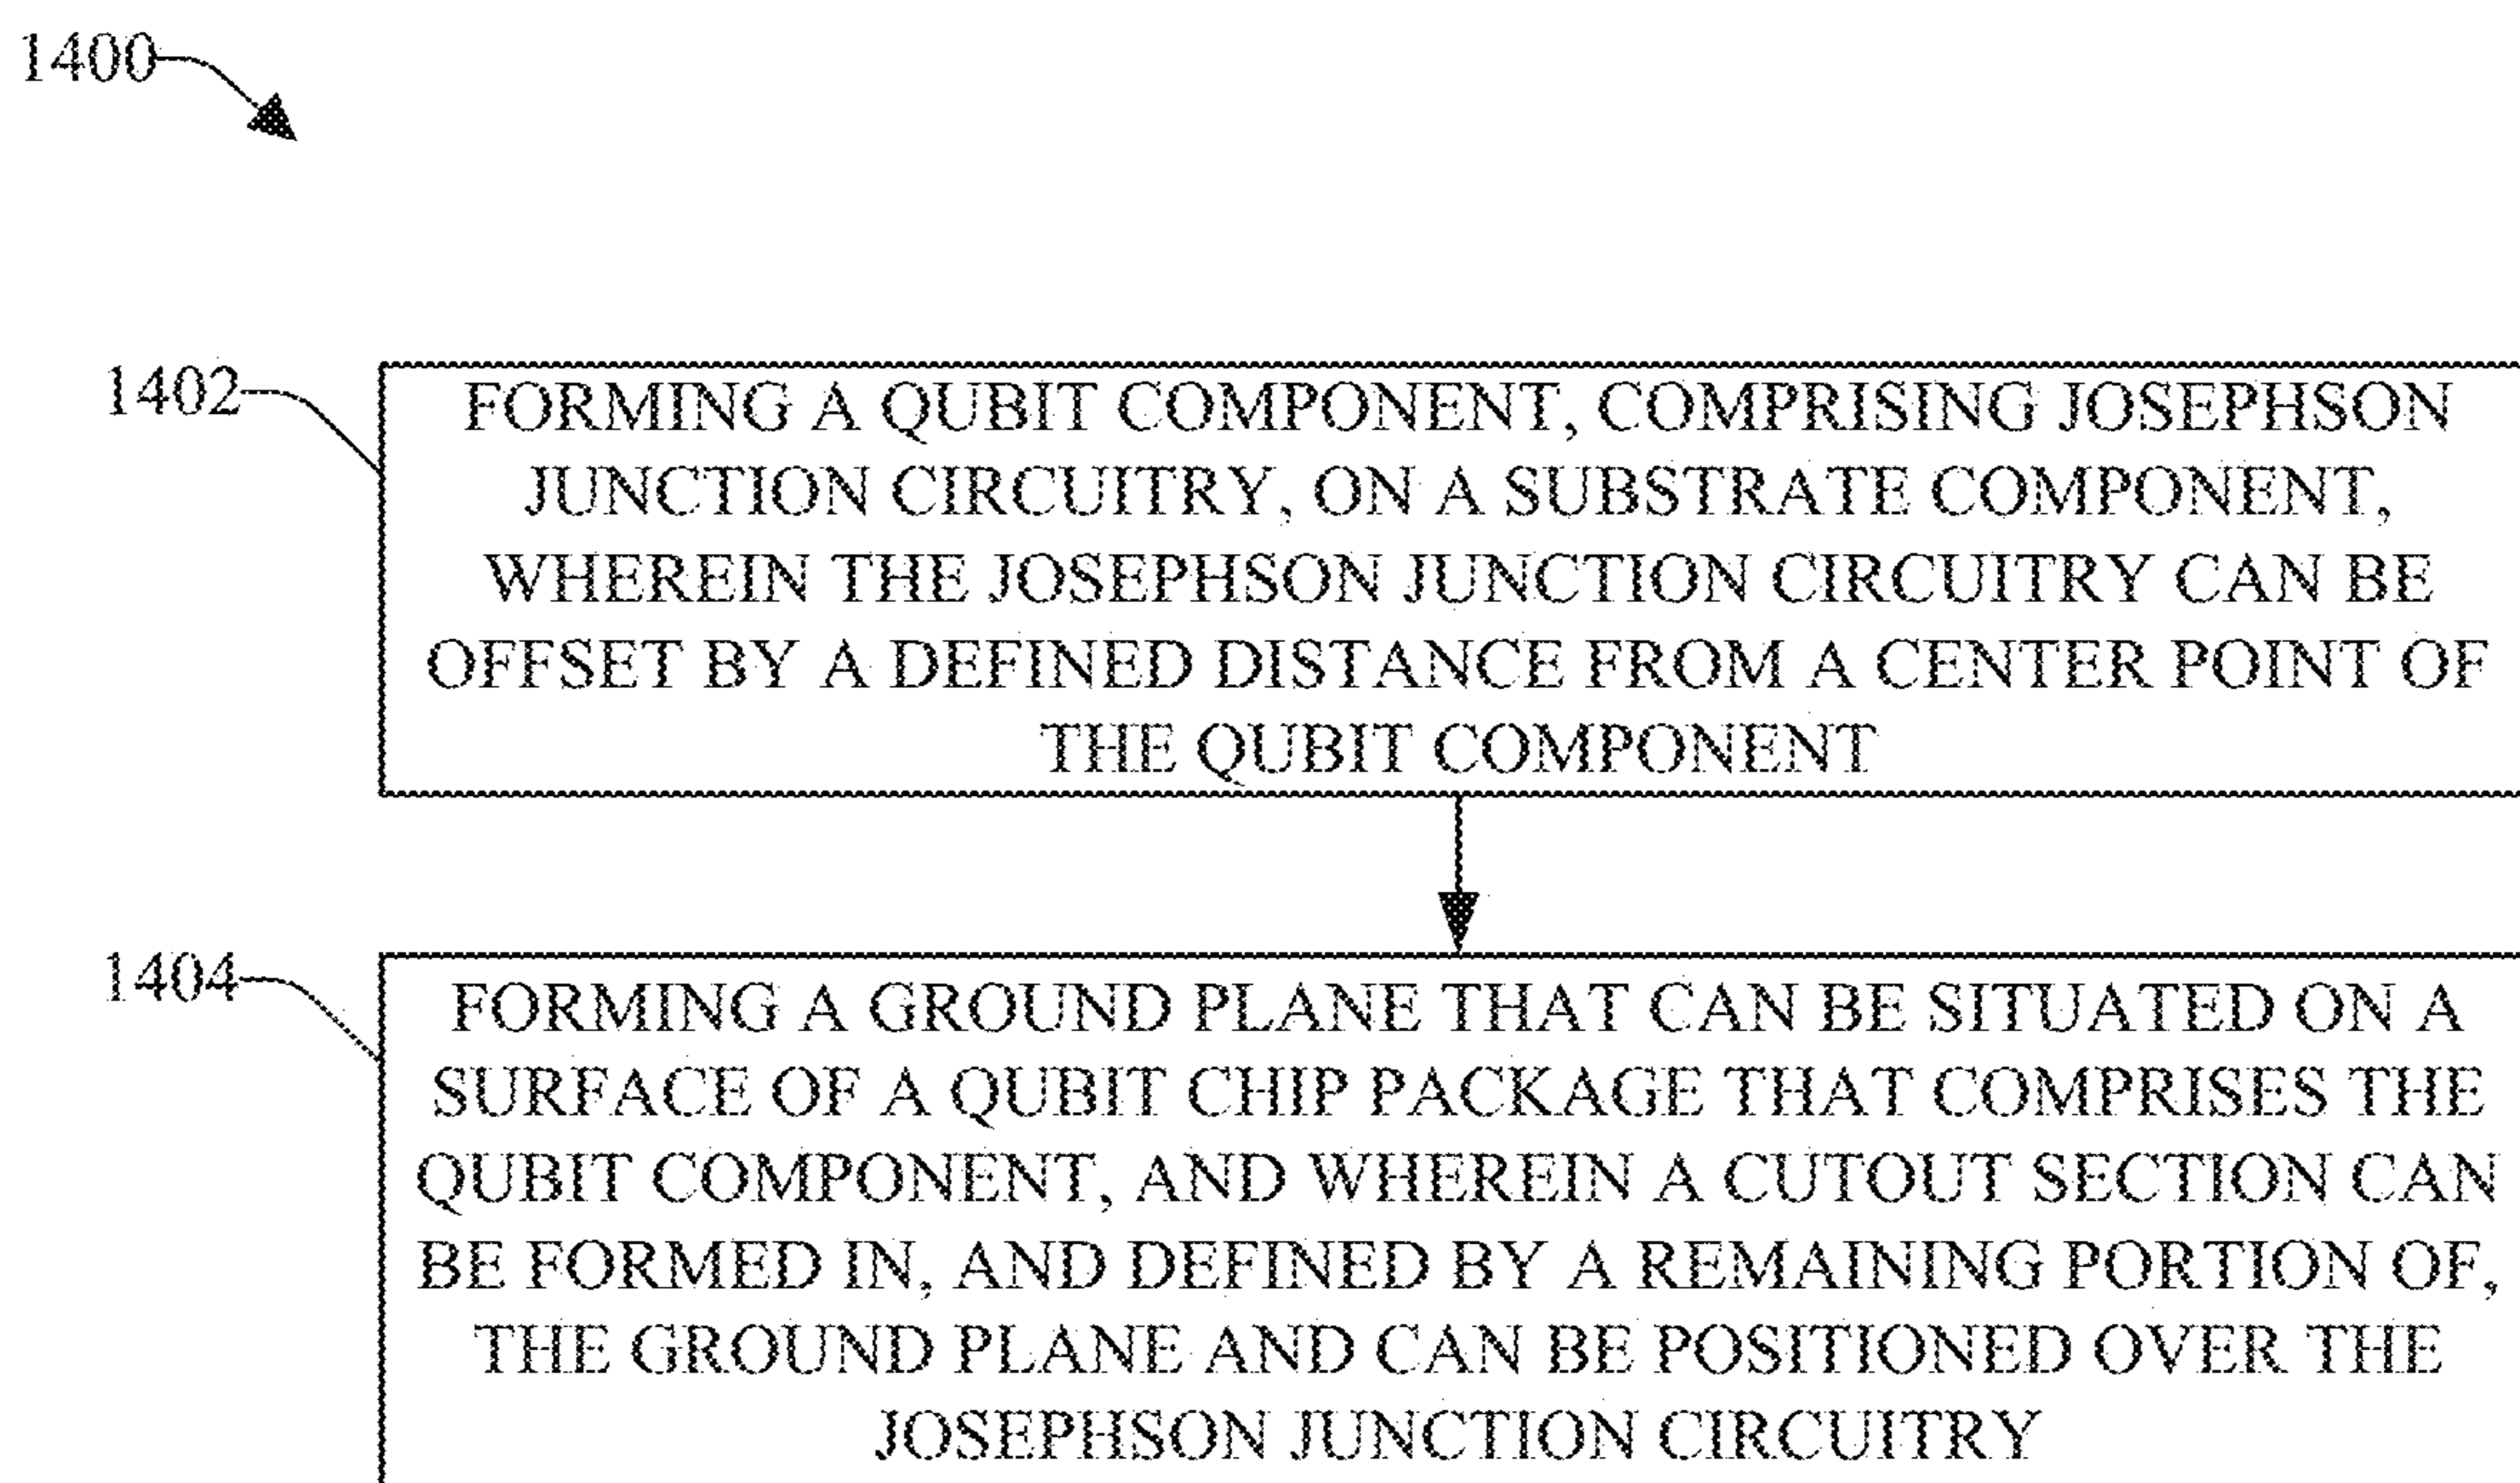 1400
1402
FORMING A QUBIT COMPONENT, COMPRISING JOSEPHSON
JUNCTION CIRCUITRY, ON A SUBSTRATE COMPONENT,
WHEREIN THE JOSEPHSON JUNCTION CIRCUITRY CAN BE
OFFSET BY A DEFINED DISTANCE FROM A CENTER POINT OF
THE QUBIT COMPONENT
1404
FORMING A GROUND PLANE THAT CAN BE SITUATED ON A
SURFACE OF A QUBIT CHIP PACKAGE THAT COMPRISES THE
QUBIT COMPONENT, AND WHEREIN A CUTOUT SECTION CAN
BE FORMED IN, AND DEFINED BY A REMAINING PORTION OF,
THE GROUND PLANE AND CAN BE POSITIONED OVER THE
JOSEPHSON JUNCTION CIRCUITRY